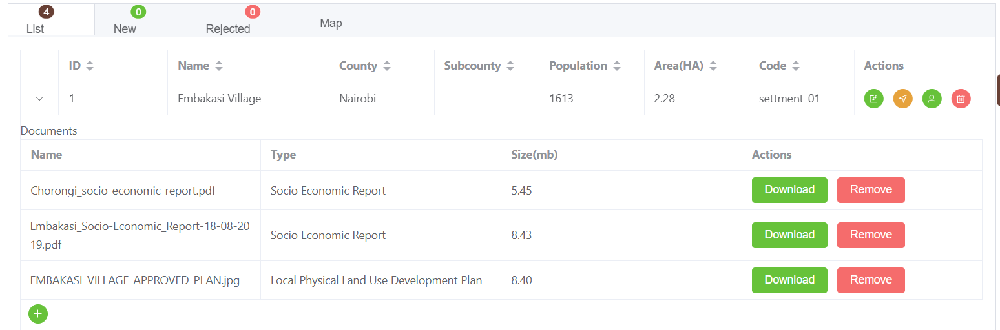 4 0 0
List New Rejected Map
ID Name County Subcounty Population Area(HA) Code Actions
1 Embakasi Village Nairobi 1613 2.28 settment_01
Documents
Name Type Size(mb) Actions
Chorongi_socio-economic-report.pdf Socio Economic Report 5.45 Download Remove
Embakasi_Socio-Economic_Report-18-08-20
19.pdf Socio Economic Report 8.43 Download Remove
EMBAKASI_VILLAGE_APPROVED_PLAN.jpg Local Physical Land Use Development Plan 8.40 Download Remove